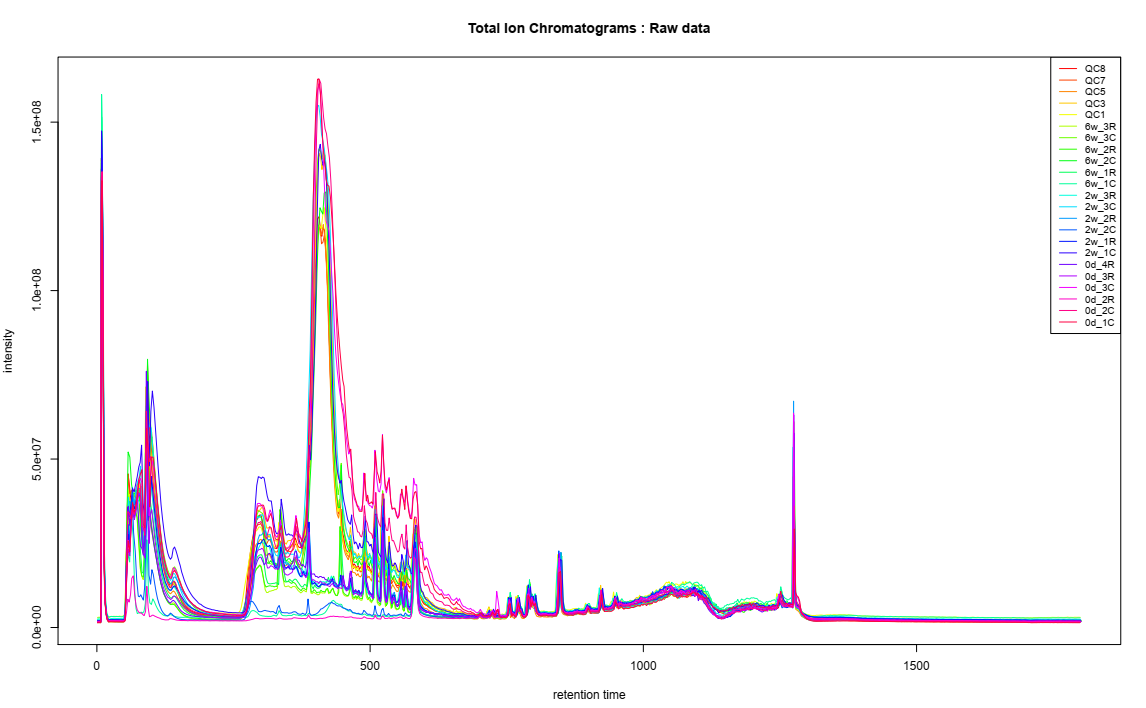 Total Ion Chromatograms : Raw data
QC8
QC7
QC5
QC3
QC1
6w_3R
6w_3C
6w_2R
6w_2C
6w_1R
6w_1C
2w_3R
2w_3C
2w_2R
2w_2C
2w_1R
2w_1C
0d_4R
0d_3R
0d_3C
0d_2R
0d_2C
0d_1C
intensity
1.5e+08
1.0e+08
5.0e+07
0.0e+00
0
500
1000
1500
retention time